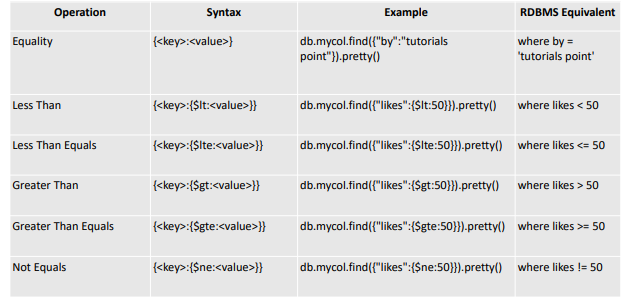 Operation Syntax Example RDBMS Equivalent
Equality {<key>:<value>} db.mycol.find({"by":"tutorials where by =
point"}).pretty() 'tutorials point'
Less Than {<key>:{$lt:<value>}} db.mycol.find({"likes":{$lt:50}}).pretty() where likes < 50
Less Than Equals {<key>:{$lte:<value>}} db.mycol.find({"likes":{$lte:50}}).pretty() where likes <= 50
Greater Than {<key>:{$gt:<value>}} db.mycol.find({"likes":{$gt:50}}).pretty() where likes > 50
Greater Than Equals {<key>:{$gte:<value>}} db.mycol.find({"likes":{$gte:50}}).pretty() where likes >= 50
Not Equals {<key>:{$ne:<value>}} db.mycol.find({"likes":{$ne:50}}).pretty() where likes != 50